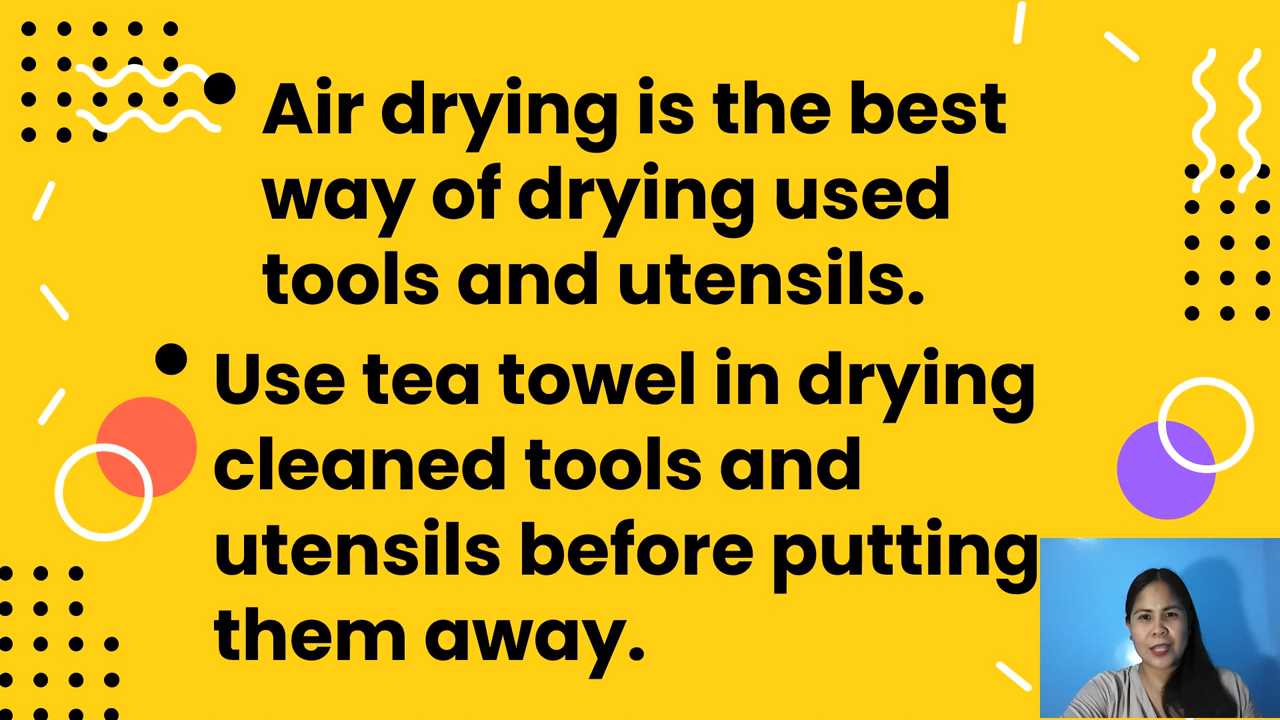 Air drying is the best
way of drying used
tools and utensils.
Use tea towel in drying
cleaned tools and
utensils before putting
them away.